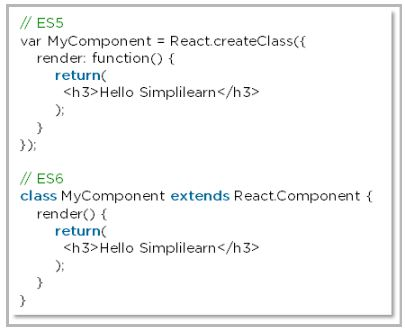 // ES5
var MyComponent = React.createClass({
render: function() {
return(
<h3>Hello Simplilearn</h3>
);
}
});
// ES6
class MyComponent extends React.Component {
render() {
return(
<h3>Hello Simplilearn</h3>
);
}
}